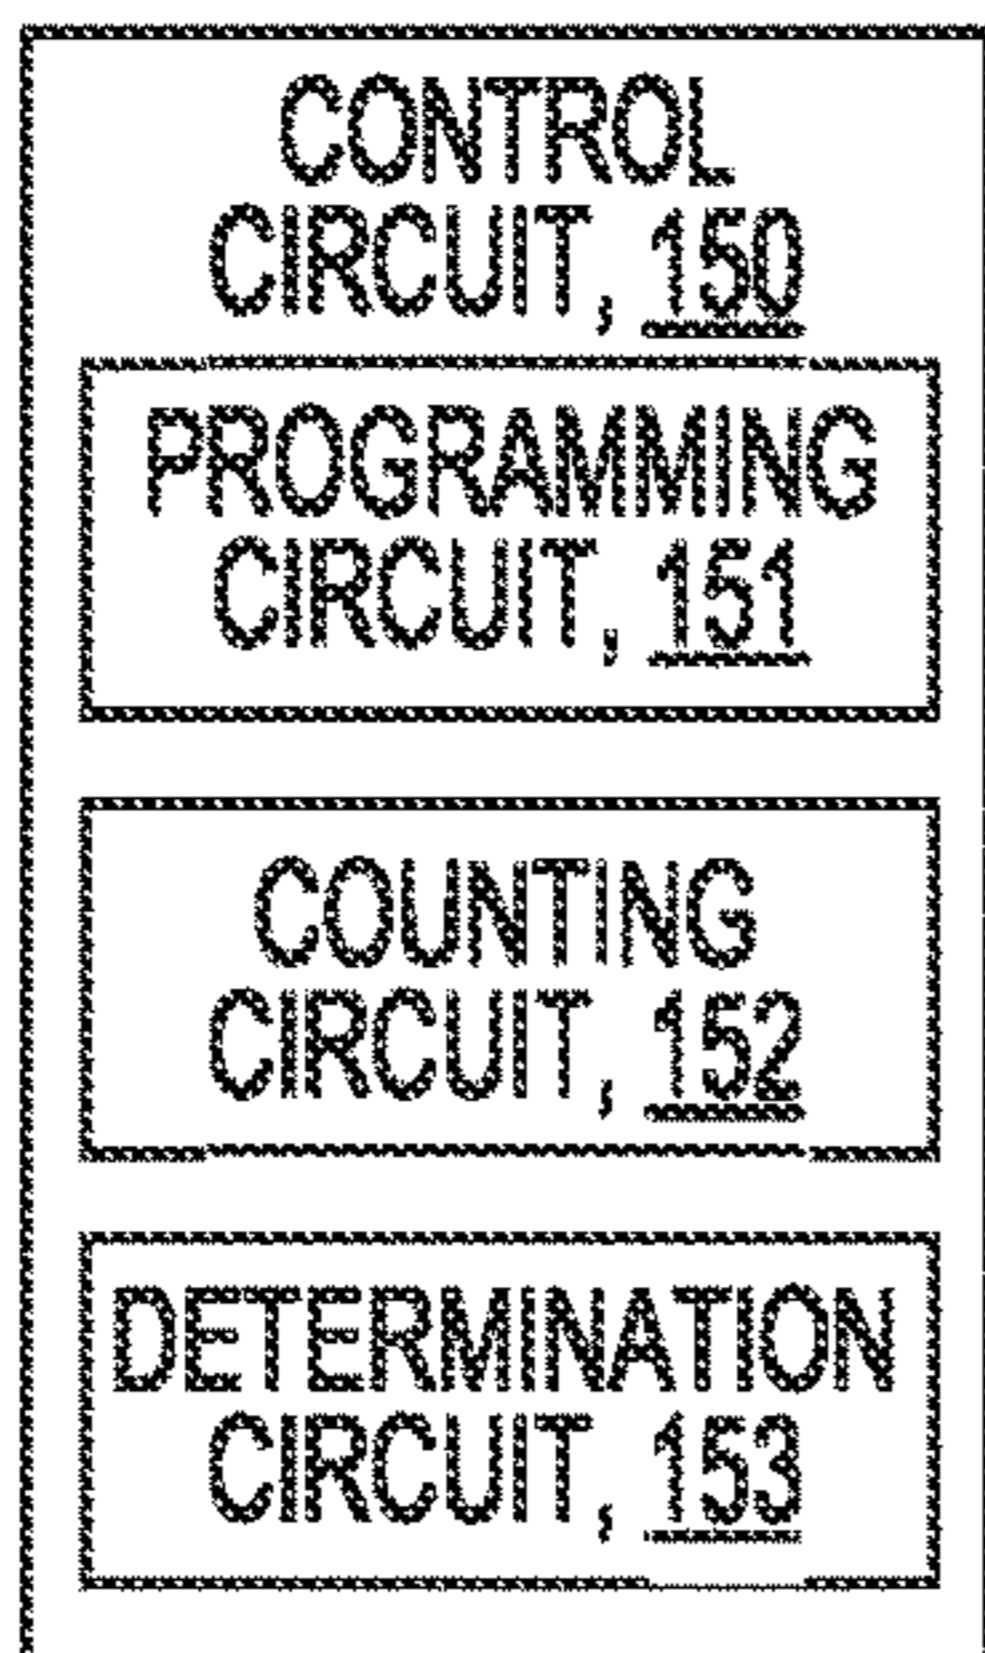 CONTROL
CIRCUIT, 150
PROGRAMMING
CIRCUIT, 151
COUNTING
CIRCUIT, 152
DETERMINATION
CIRCUIT, 153